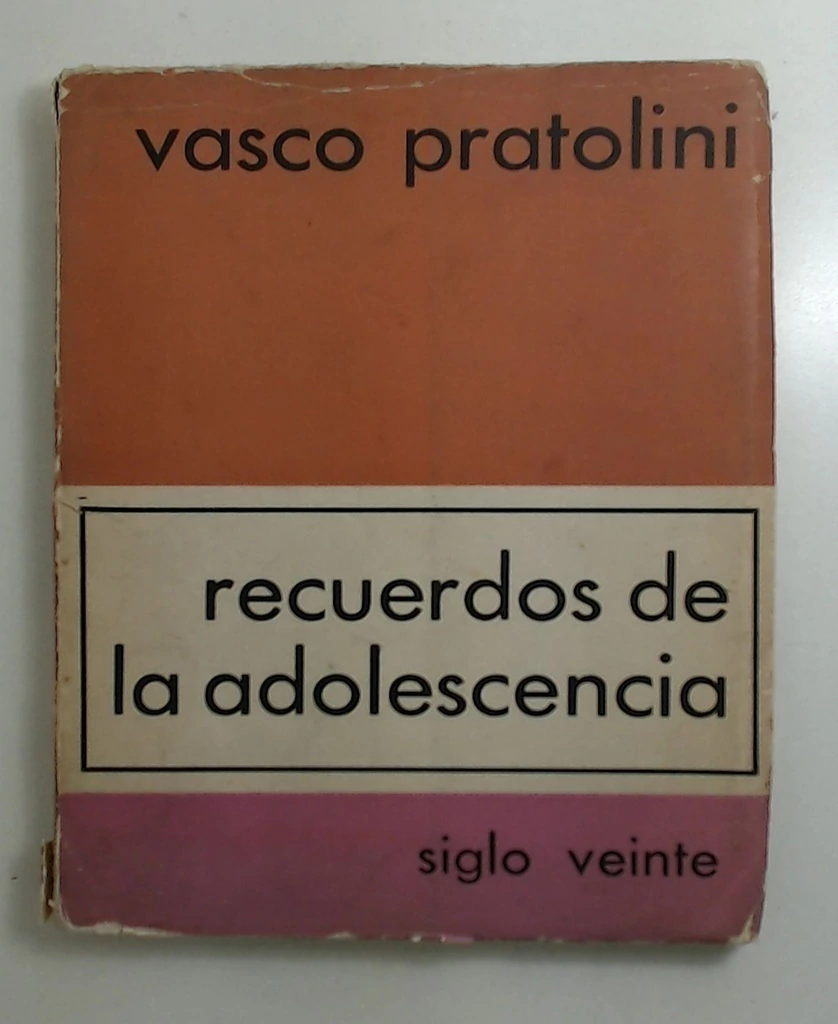 vasco pratolini
recuerdos de
la adolescencia
siglo veinte